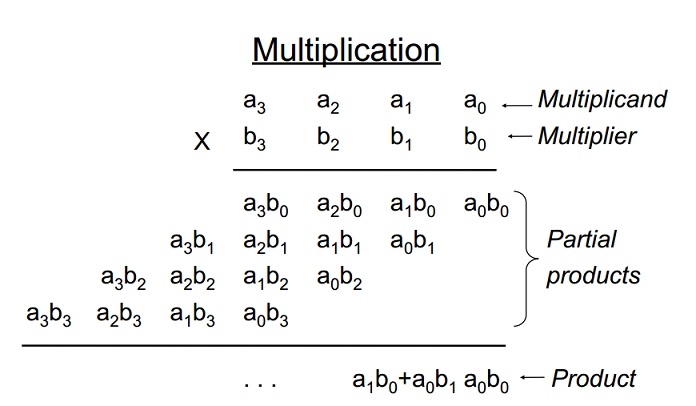 Multiplication
a₃ a₂ a₁ a₀ ← Multiplicand
X b₃ b₂ b₁ b₀ ← Multiplier
a₃b₀ a₂b₀ a₁b₀ a₀b₀
a₃b₁ a₂b₁ a₁b₁ a₀b₁ Partial
a₃b₂ a₂b₂ a₁b₂ a₀b₂ products
a₃b₃ a₂b₃ a₁b₃ a₀b₃
. . . a₁b₀+a₀b₁ a₀b₀ ← Product